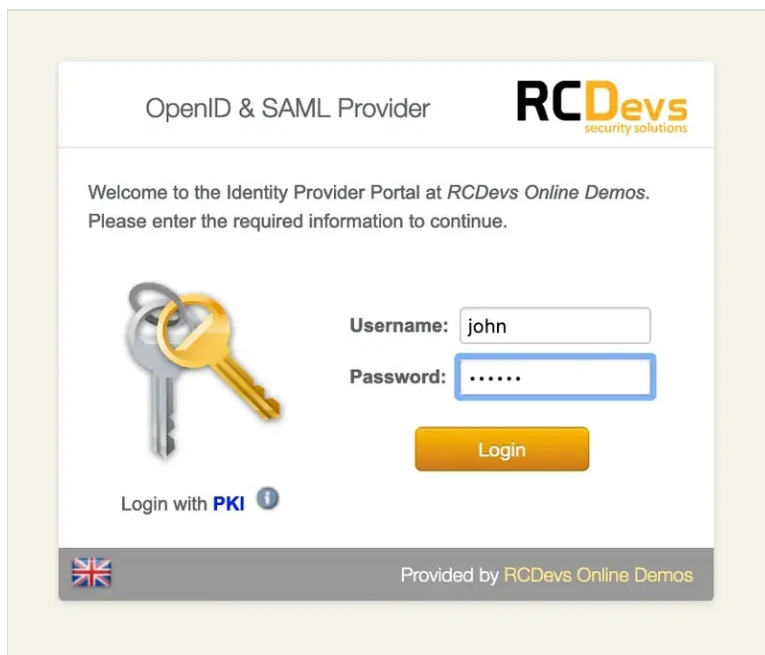 OpenID & SAML Provider
RCDevs
security solutions
Welcome to the Identity Provider Portal at RCDevs Online Demos.
Please enter the required information to continue.
Username: john
Password: ••••••
Login
Login with PKI i
Provided by RCDevs Online Demos